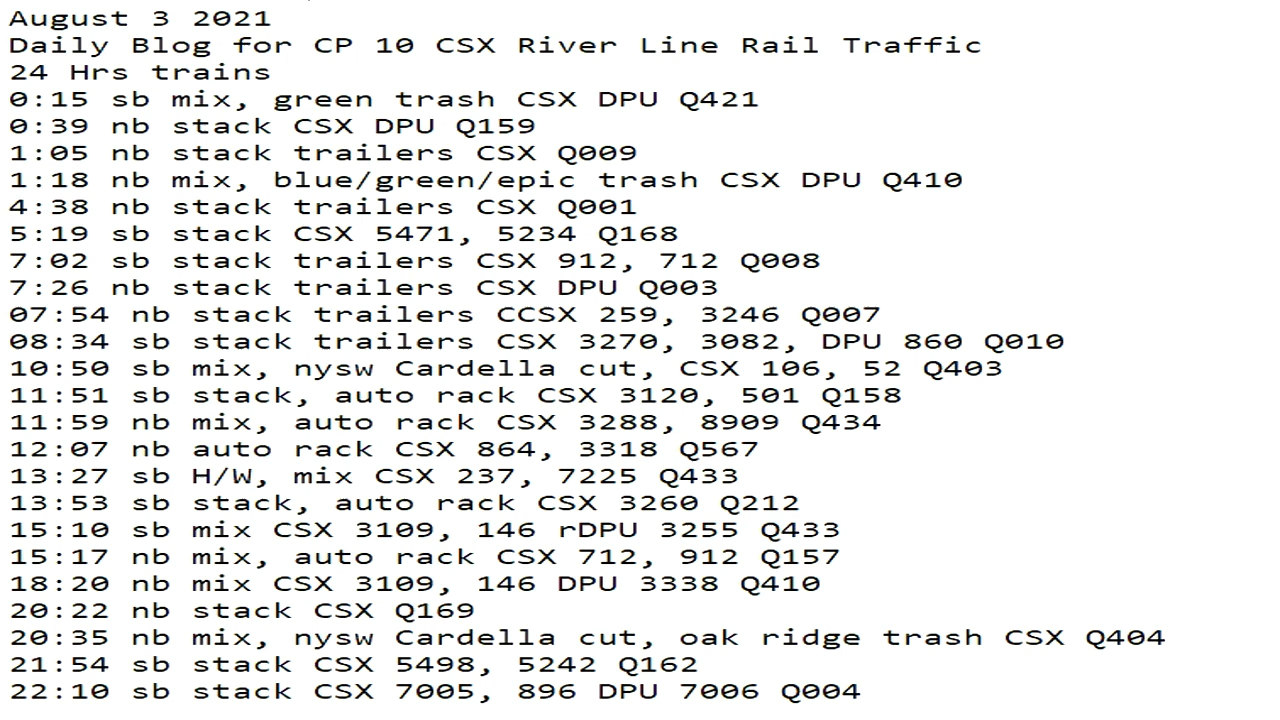 August 3 2021
Daily Blog for CP 10 CSX River Line Rail Traffic
24 Hrs trains
0:15 sb mix, green trash CSX DPU Q421
0:39 nb stack CSX DPU Q159
1:05 nb stack trailers CSX Q009
1:18 nb mix, blue/green/epic trash CSX DPU Q410
4:38 nb stack trailers CSX Q001
5:19 sb stack CSX 5471, 5234 Q168
7:02 sb stack trailers CSX 912, 712 Q008
7:26 nb stack trailers CSX DPU Q003
07:54 nb stack trailers CCSX 259, 3246 Q007
08:34 sb stack trailers CSX 3270, 3082, DPU 860 Q010
10:50 sb mix, nysw Cardella cut, CSX 106, 52 Q403
11:51 sb stack, auto rack CSX 3120, 501 Q158
11:59 nb mix, auto rack CSX 3288, 8909 Q434
12:07 nb auto rack CSX 864, 3318 Q567
13:27 sb H/W, mix CSX 237, 7225 Q433
13:53 sb stack, auto rack CSX 3260 Q212
15:10 sb mix CSX 3109, 146 rDPU 3255 Q433
15:17 nb mix, auto rack CSX 712, 912 Q157
18:20 nb mix CSX 3109, 146 DPU 3338 Q410
20:22 nb stack CSX Q169
20:35 nb mix, nysw Cardella cut, oak ridge trash CSX Q404
21:54 sb stack CSX 5498, 5242 Q162
22:10 sb stack CSX 7005, 896 DPU 7006 Q004